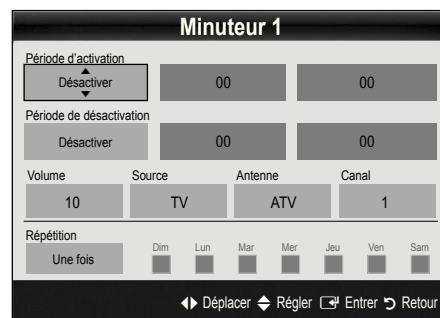 Minuteur 1
Période d'activation
Désactiver 00 00
Période de désactivation
Désactiver 00 00
Volume Source Antenne Canal
10 TV ATV 1
Répétition
Dim Lun Mar Mer Jeu Ven Sam
Une fois
Déplacer Régler Entrer Retour